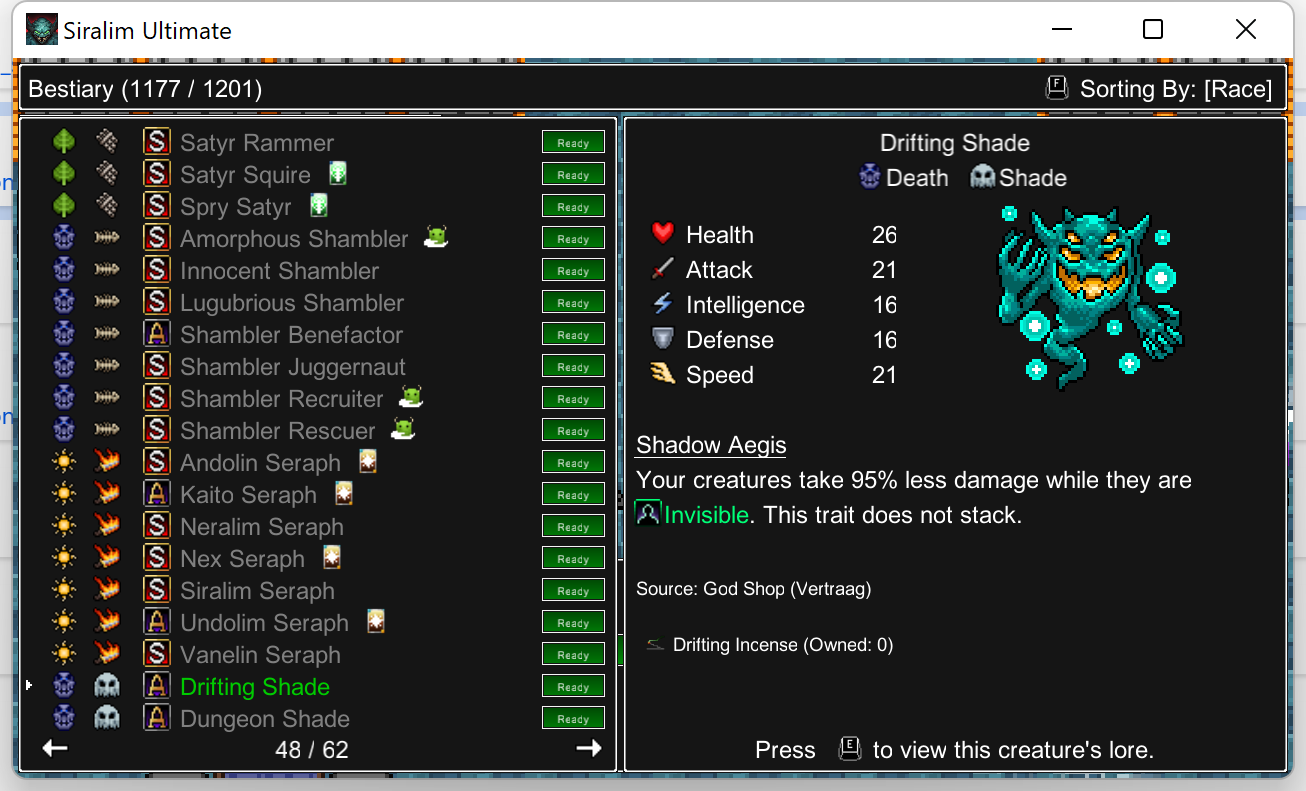 Siralim Ultimate
Bestiary (1177 / 1201)
F Sorting By: [Race]
S Satyr Rammer Ready
S Satyr Squire Ready
S Spry Satyr Ready
S Amorphous Shambler Ready
S Innocent Shambler Ready
S Lugubrious Shambler Ready
A Shambler Benefactor Ready
S Shambler Juggernaut Ready
S Shambler Recruiter Ready
S Shambler Rescuer Ready
S Andolin Seraph Ready
A Kaito Seraph Ready
S Neralim Seraph Ready
S Nex Seraph Ready
S Siralim Seraph Ready
A Undolim Seraph Ready
S Vanelin Seraph Ready
A Drifting Shade Ready
A Dungeon Shade Ready
48 / 62
Drifting Shade
Death Shade
Health 26
Attack 21
Intelligence 16
Defense 16
Speed 21
Shadow Aegis
Your creatures take 95% less damage while they are
Invisible. This trait does not stack.
Source: God Shop (Vertraag)
Drifting Incense (Owned: 0)
Press E to view this creature's lore.